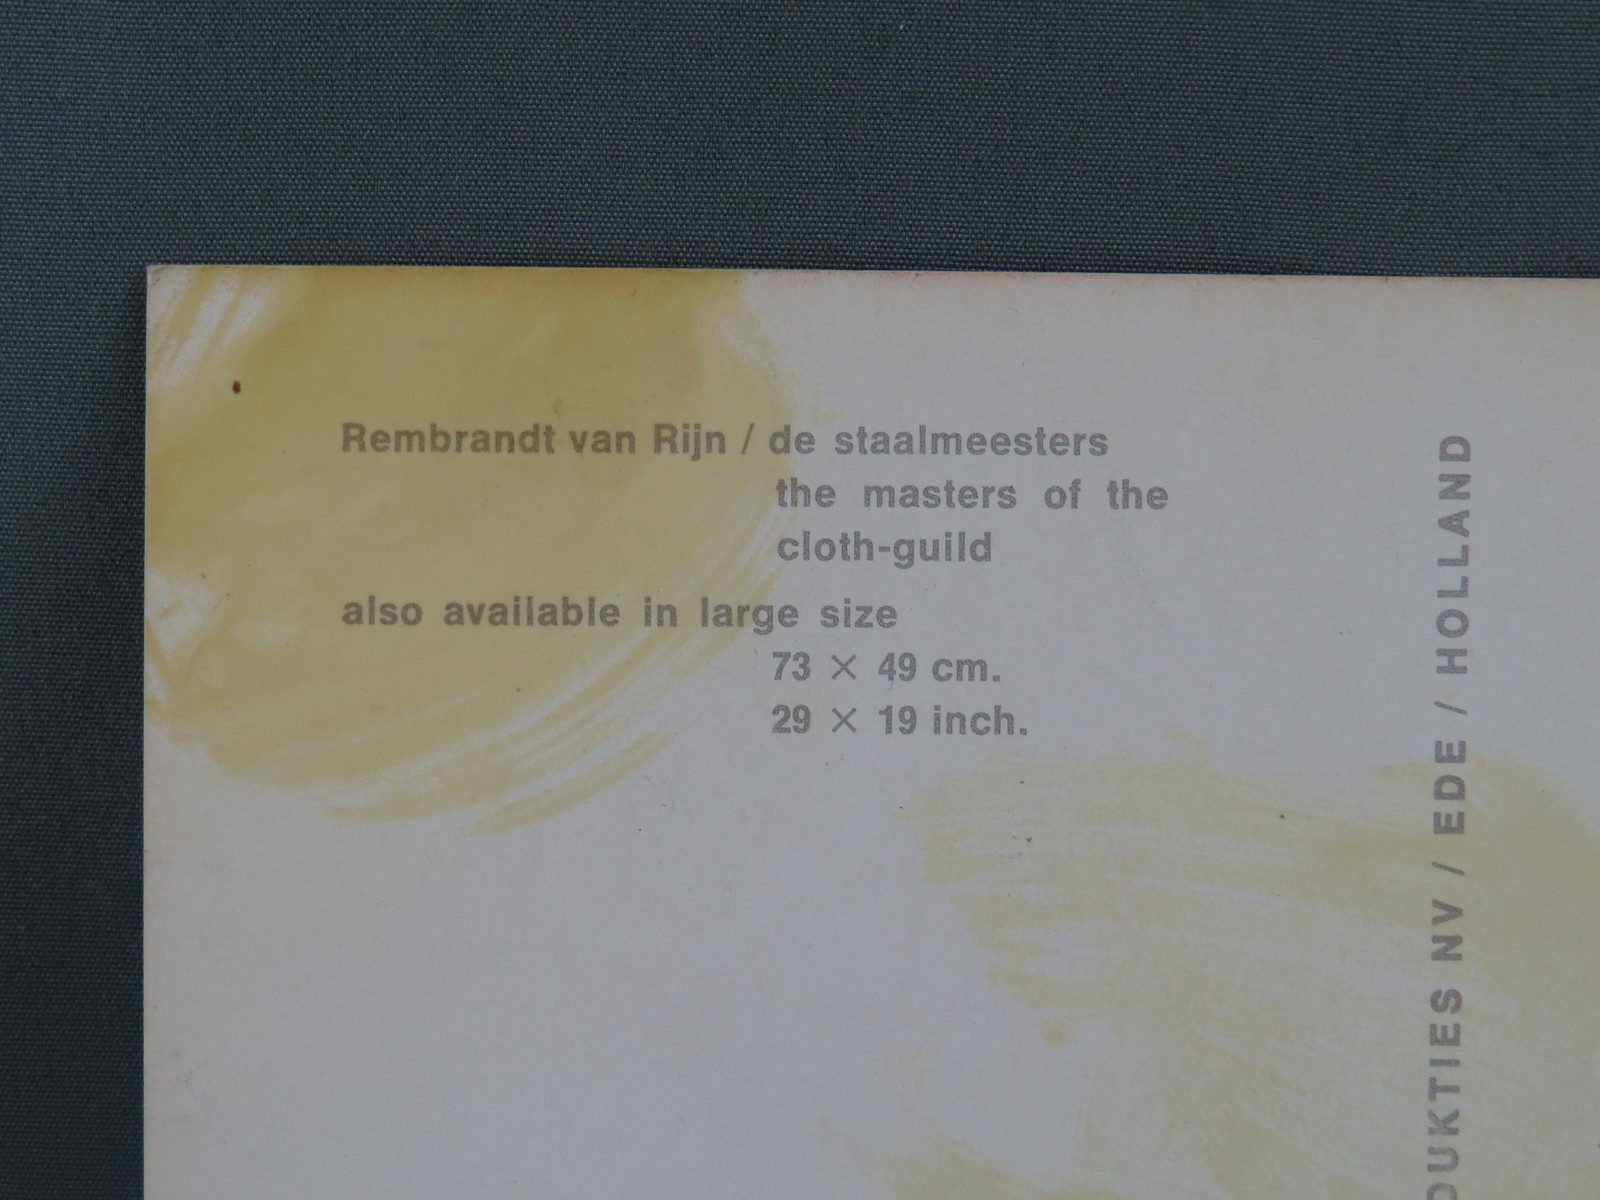 Rembrandt van Rijn / de staalmeesters
the masters of the
cloth-guild
also available in large size
73 × 49 cm.
29 × 19 inch.
NV / EDE / HOLLAND